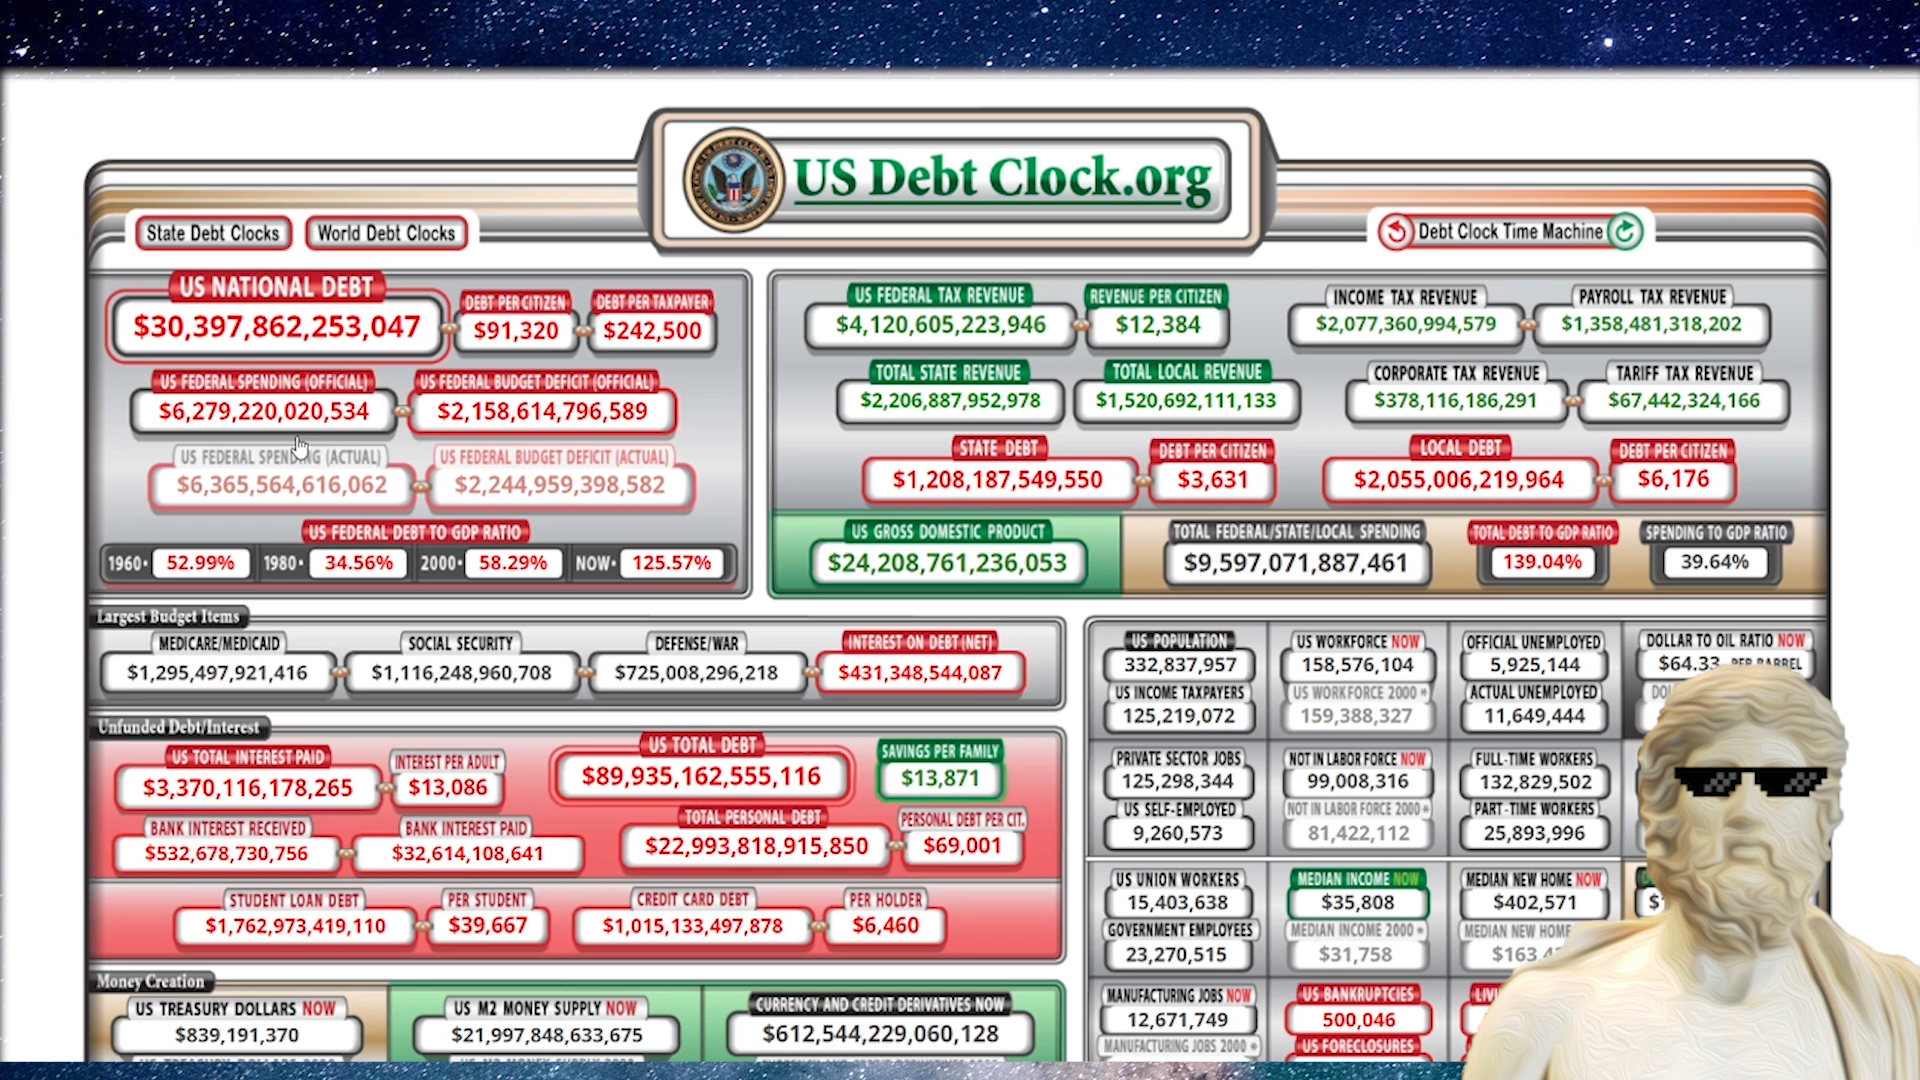 US Debt Clock.org
State Debt Clocks World Debt Clocks
Debt Clock Time Machine
US NATIONAL DEBT
$30,397,862,253,047
DEBT PER CITIZEN
$91,320
DEBT PER TAXPAYER
$242,500
US FEDERAL SPENDING (OFFICIAL)
$6,279,220,020,534
US FEDERAL BUDGET DEFICIT (OFFICIAL)
$2,158,614,796,589
US FEDERAL SPENDING (ACTUAL)
$6,365,564,616,062
US FEDERAL BUDGET DEFICIT (ACTUAL)
$2,244,959,398,582
US FEDERAL DEBT TO GDP RATIO
1960• 52.99% 1980• 34.56% 2000• 58.29% NOW• 125.57%
US FEDERAL TAX REVENUE
$4,120,605,223,946
REVENUE PER CITIZEN
$12,384
INCOME TAX REVENUE
$2,077,360,994,579
PAYROLL TAX REVENUE
$1,358,481,318,202
TOTAL STATE REVENUE
$2,206,887,952,978
TOTAL LOCAL REVENUE
$1,520,692,111,133
CORPORATE TAX REVENUE
$378,116,186,291
TARIFF TAX REVENUE
$67,442,324,166
STATE DEBT
$1,208,187,549,550
DEBT PER CITIZEN
$3,631
LOCAL DEBT
$2,055,006,219,964
DEBT PER CITIZEN
$6,176
US GROSS DOMESTIC PRODUCT
$24,208,761,236,053
TOTAL FEDERAL/STATE/LOCAL SPENDING
$9,597,071,887,461
TOTAL DEBT TO GDP RATIO
139.04%
SPENDING TO GDP RATIO
39.64%
Largest Budget Items
MEDICARE/MEDICAID
$1,295,497,921,416
SOCIAL SECURITY
$1,116,248,960,708
DEFENSE/WAR
$725,008,296,218
INTEREST ON DEBT (NET)
$431,348,544,087
Unfunded Debt/Interest
US TOTAL INTEREST PAID
$3,370,116,178,265
INTEREST PER ADULT
$13,086
US TOTAL DEBT
$89,935,162,555,116
SAVINGS PER FAMILY
$13,871
BANK INTEREST RECEIVED
$532,678,730,756
BANK INTEREST PAID
$32,614,108,641
TOTAL PERSONAL DEBT
$22,993,818,915,850
PERSONAL DEBT PER CIT.
$69,001
STUDENT LOAN DEBT
$1,762,973,419,110
PER STUDENT
$39,667
CREDIT CARD DEBT
$1,015,133,497,878
PER HOLDER
$6,460
Money Creation
US TREASURY DOLLARS NOW
$839,191,370
US M2 MONEY SUPPLY NOW
$21,997,848,633,675
CURRENCY AND CREDIT DERIVATIVES NOW
$612,544,229,060,128
US POPULATION
332,837,957
US INCOME TAXPAYERS
125,219,072
US WORKFORCE NOW
158,576,104
US WORKFORCE 2000
159,388,327
OFFICIAL UNEMPLOYED
5,925,144
ACTUAL UNEMPLOYED
11,649,444
DOLLAR TO OIL RATIO NOW
$64.33 PER BARREL
PRIVATE SECTOR JOBS
125,298,344
US SELF-EMPLOYED
9,260,573
NOT IN LABOR FORCE NOW
99,008,316
NOT IN LABOR FORCE 2000
81,422,112
FULL-TIME WORKERS
132,829,502
PART-TIME WORKERS
25,893,996
US UNION WORKERS
15,403,638
GOVERNMENT EMPLOYEES
23,270,515
MEDIAN INCOME NOW
$35,808
MEDIAN INCOME 2000
$31,758
MEDIAN NEW HOME NOW
$402,571
MEDIAN NEW HOME
MANUFACTURING JOBS NOW
12,671,749
MANUFACTURING JOBS 2000
US BANKRUPTCIES
500,046
US FORECLOSURES